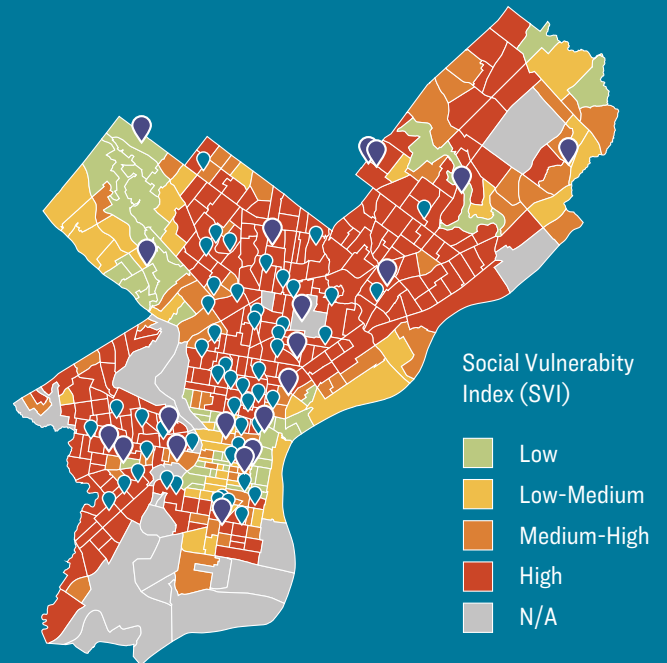 Social Vulnerabity
Index (SVI)
Low
Low-Medium
Medium-High
High
N/A